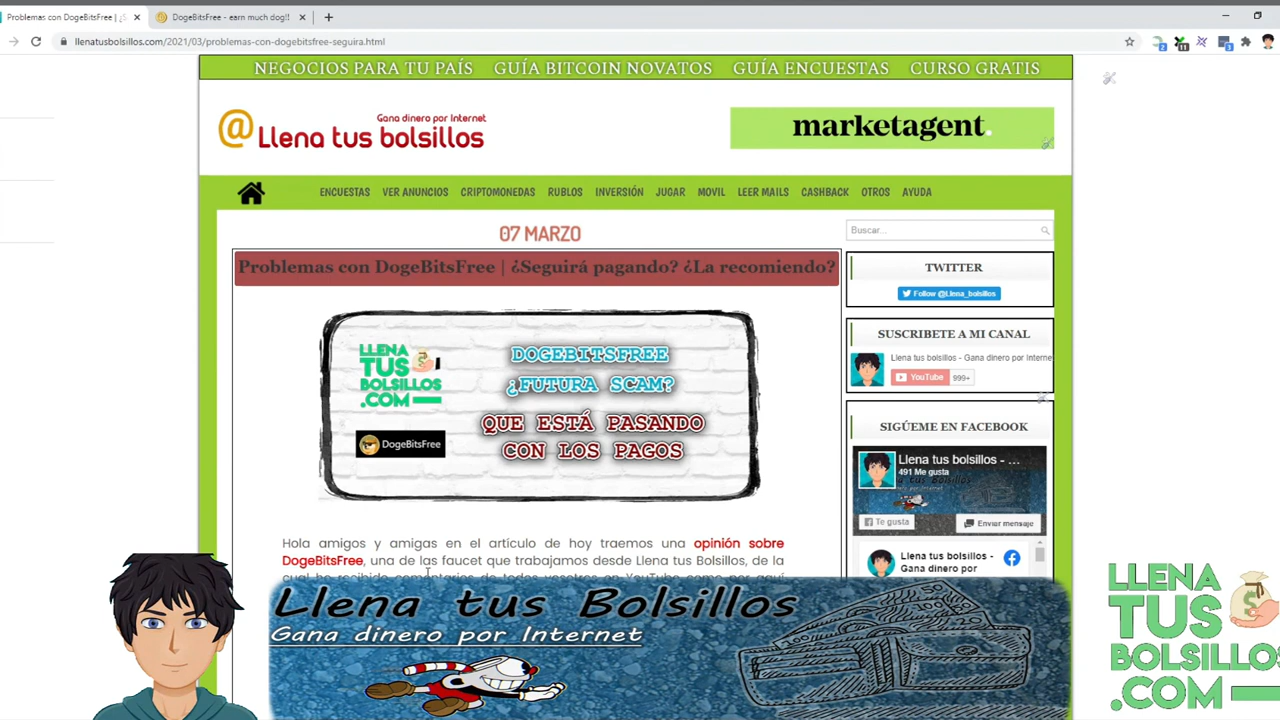 Problemas con DogeBitsFree | ¿S
DogeBitsFree - earn much dog!!
llenatusbolsillos.com/2021/03/problemas-con-dogebitsfree-seguira.html
NEGOCIOS PARA TU PAÍS GUÍA BITCOIN NOVATOS GUÍA ENCUESTAS CURSO GRATIS
Gana dinero por Internet
@Llena tus bolsillos
marketagent.
ENCUESTAS VER ANUNCIOS CRIPTOMONEDAS RUBLOS INVERSIÓN JUGAR MOVIL LEER MAILS CASHBACK OTROS AYUDA
07 MARZO
Problemas con DogeBitsFree | ¿Seguirá pagando? ¿La recomiendo?
LLENA
TUS
BOLSILLOS
.COM
DogeBitsFree
DOGEBITSFREE
¿FUTURA SCAM?
QUE ESTÁ PASANDO
CON LOS PAGOS
Hola amigos y amigas en el artículo de hoy traemos una opinión sobre
DogeBitsFree, una de las faucet que trabajamos desde Llena tus Bolsillos, de la
Buscar...
TWITTER
Follow @Llena_bolsillos
SUSCRIBETE A MI CANAL
Llena tus bolsillos - Gana dinero por Interne
YouTube 999+
SIGÚEME EN FACEBOOK
Llena tus bolsillos - ...
491 Me gusta
Te gusta
Enviar mensaje
Llena tus bolsillos -
Gana dinero por
Llena tus Bolsillos
Gana dinero por Internet
LLENA
TUS
BOLSILLOS
.COM